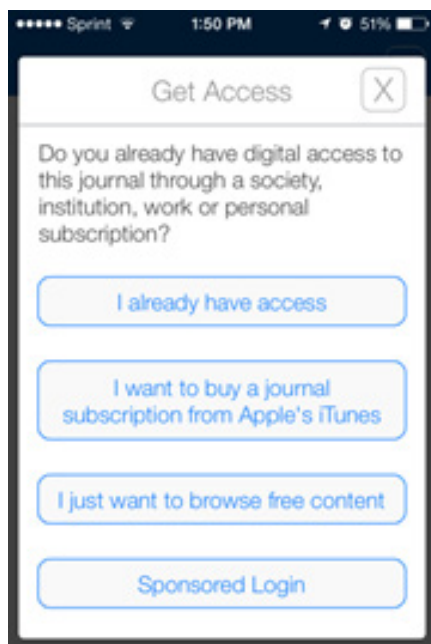 Sprint 1:50 PM 51%
Get Access X
Do you already have digital access to
this journal through a society,
institution, work or personal
subscription?
I already have access
I want to buy a journal
subscription from Apple's iTunes
I just want to browse free content
Sponsored Login